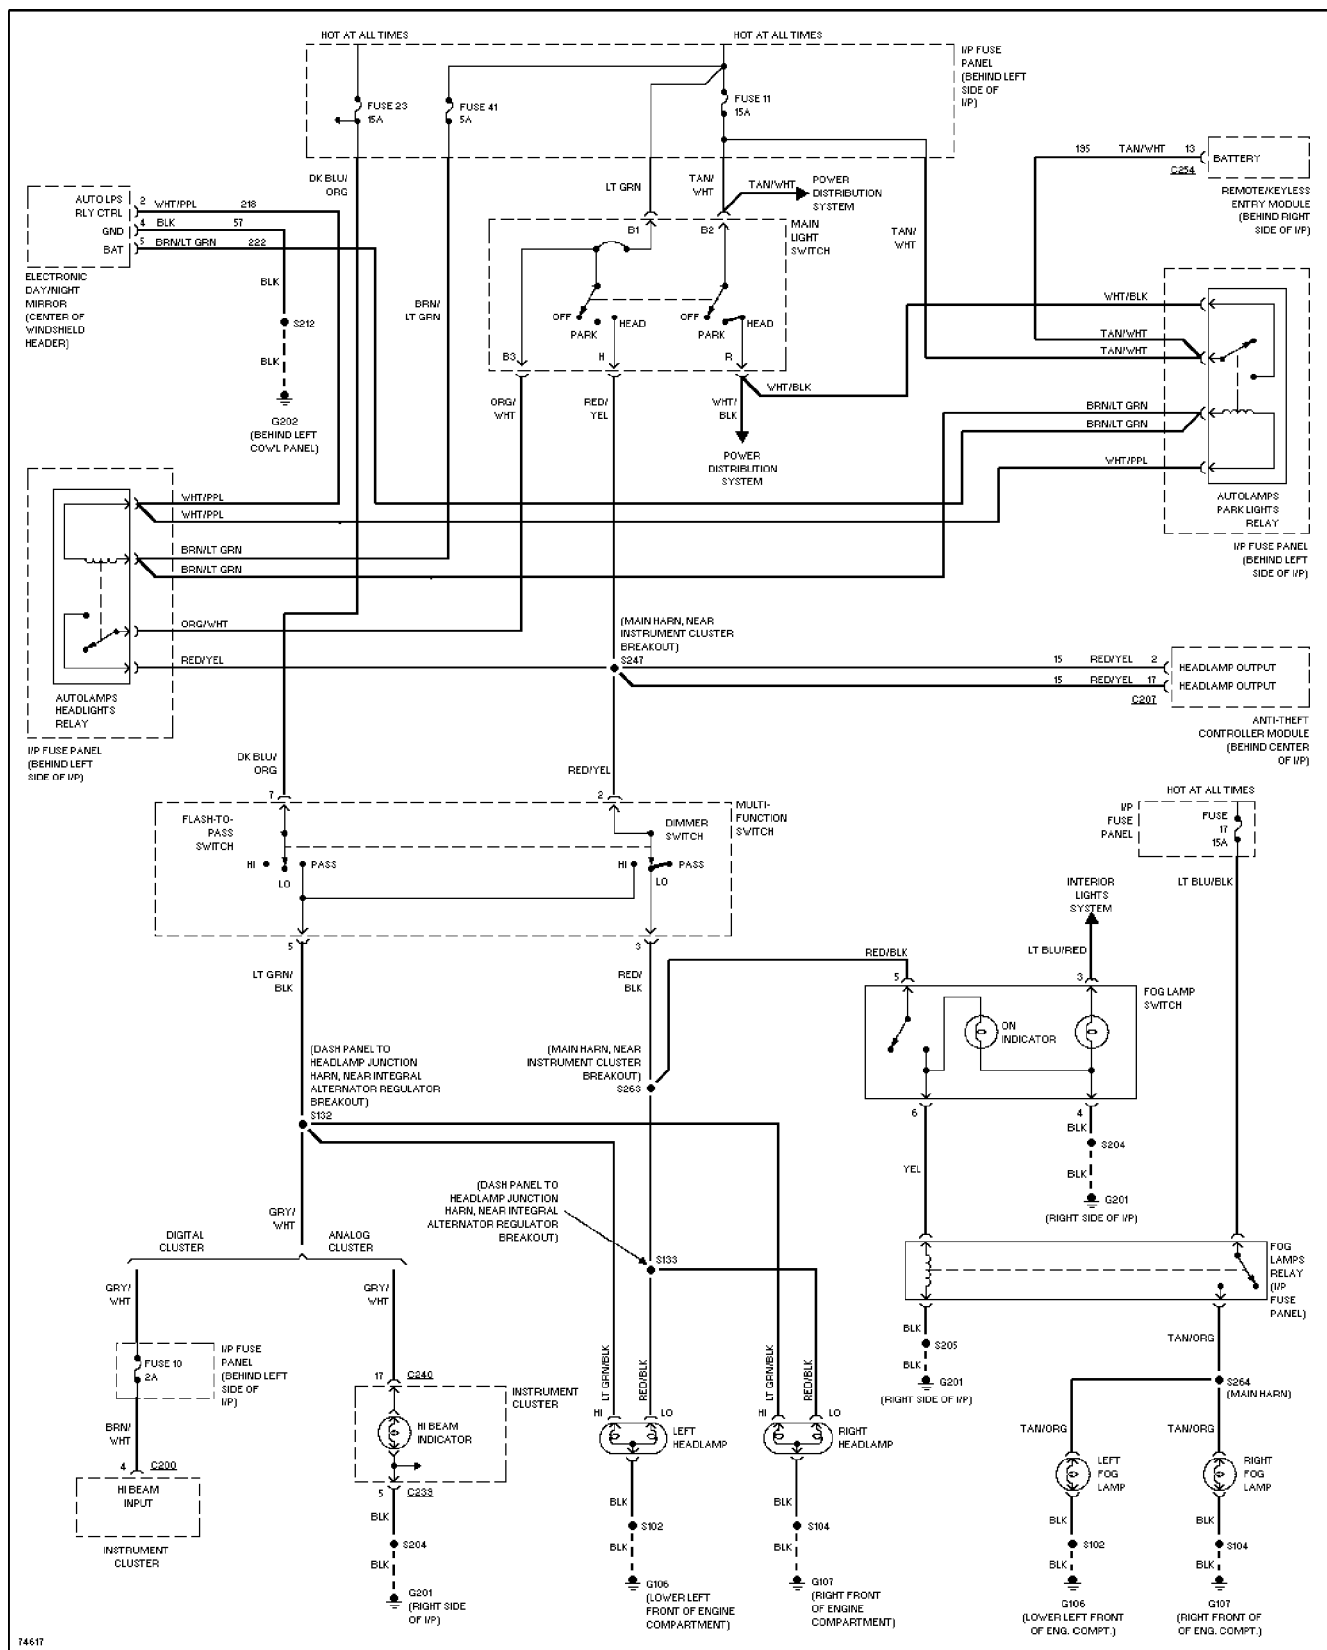 HOT AT ALL TIMES
HOT AT ALL TIMES
I/P FUSE
PANEL
(BEHIND LEFT
SIDE OF
I/P)
FUSE 23
15A
FUSE 41
5A
FUSE 11
15A
DK BLU/
ORG
LT GRN
TAN/
WHT
TAN/WHT
POWER
DISTRIBUTION
SYSTEM
195
TAN/WHT
13
C254
BATTERY
REMOTE/KEYLESS
ENTRY MODULE
(BEHIND RIGHT
SIDE OF I/P)
AUTO LPS
RLY CTRL
GND
BAT
2
WHT/PPL
218
4
BLK
57
5
BRN/LT GRN
222
ELECTRONIC
DAY/NIGHT
MIRROR
(CENTER OF
WINDSHIELD
HEADER)
BLK
S212
BLK
G202
(BEHIND LEFT
COWL PANEL)
BRN/
LT GRN
B1
B2
MAIN
LIGHT
SWITCH
OFF
PARK
HEAD
OFF
PARK
HEAD
B3
H
R
TAN/
WHT
WHT/BLK
TAN/WHT
TAN/WHT
BRN/LT GRN
BRN/LT GRN
WHT/PPL
AUTOLAMPS
PARK LIGHTS
RELAY
I/P FUSE PANEL
(BEHIND LEFT
SIDE OF I/P)
ORG/
WHT
RED/
YEL
WHT/
BLK
WHT/BLK
POWER
DISTRIBUTION
SYSTEM
WHT/PPL
WHT/PPL
BRN/LT GRN
BRN/LT GRN
ORG/WHT
RED/YEL
AUTOLAMPS
HEADLIGHTS
RELAY
I/P FUSE PANEL
(BEHIND LEFT
SIDE OF I/P)
(MAIN HARN, NEAR
INSTRUMENT CLUSTER
BREAKOUT)
S247
15
RED/YEL
2
HEADLAMP OUTPUT
15
RED/YEL
17
HEADLAMP OUTPUT
C207
ANTI-THEFT
CONTROLLER MODULE
(BEHIND CENTER
OF I/P)
DK BLU/
ORG
RED/YEL
7
2
MULTI-
FUNCTION
SWITCH
FLASH-TO-
PASS
SWITCH
DIMMER
SWITCH
HI
PASS
LO
HI
PASS
LO
5
3
HOT AT ALL TIMES
I/P
FUSE
PANEL
FUSE
17
15A
LT BLU/BLK
INTERIOR
LIGHTS
SYSTEM
LT GRN/
BLK
RED/
BLK
RED/BLK
LT BLU/RED
5
3
FOG LAMP
SWITCH
ON
INDICATOR
6
4
BLK
S204
BLK
G201
(RIGHT SIDE OF I/P)
YEL
(DASH PANEL TO
HEADLAMP JUNCTION
HARN, NEAR INTEGRAL
ALTERNATOR REGULATOR
BREAKOUT)
S132
(MAIN HARN, NEAR
INSTRUMENT CLUSTER
BREAKOUT)
S263
(DASH PANEL TO
HEADLAMP JUNCTION
HARN, NEAR INTEGRAL
ALTERNATOR REGULATOR
BREAKOUT)
S133
GRY/
WHT
DIGITAL
CLUSTER
ANALOG
CLUSTER
GRY/
WHT
GRY/
WHT
FUSE 10
2A
I/P FUSE
PANEL
(BEHIND LEFT
SIDE OF
I/P)
BRN/
WHT
4
C200
HI BEAM
INPUT
INSTRUMENT
CLUSTER
17
C240
INSTRUMENT
CLUSTER
HI BEAM
INDICATOR
5
C239
BLK
S204
BLK
G201
(RIGHT SIDE
OF I/P)
LT GRN/BLK
RED/BLK
LT GRN/BLK
RED/BLK
HI
LO
LEFT
HEADLAMP
HI
LO
RIGHT
HEADLAMP
BLK
S102
BLK
G106
(LOWER LEFT
FRONT OF ENGINE
COMPARTMENT)
BLK
S104
BLK
G107
(RIGHT FRONT
OF ENGINE
COMPARTMENT)
FOG
LAMPS
RELAY
(I/P
FUSE
PANEL)
BLK
S205
BLK
G201
(RIGHT SIDE OF I/P)
TAN/ORG
S264
(MAIN HARN)
TAN/ORG
TAN/ORG
LEFT
FOG
LAMP
RIGHT
FOG
LAMP
BLK
S102
BLK
G106
(LOWER LEFT FRONT
OF ENG. COMPT.)
BLK
S104
BLK
G107
(RIGHT FRONT OF
OF ENG. COMPT.)
74617